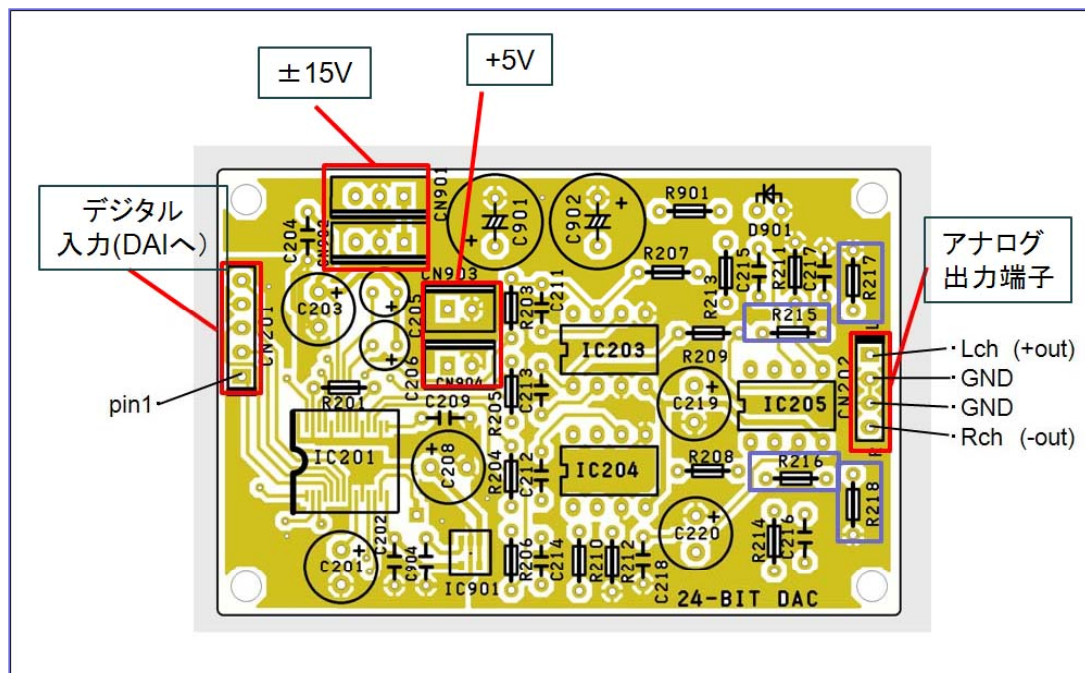 ±15V
+5V
デジタル
入力(DAIへ)
アナログ
出力端子
Lch (+out)
GND
GND
Rch (-out)
pin1
CN901
CN902
C204
C901
C902
R901
D901
CN903
C203
C205
C206
CN904
CN201
R201
C209
IC201
C208
R203
C211
IC203
R207
R213
C215
R211
C217
R217
R215
R209
L
CN202
R205
C213
C219
IC205
R204
C212
IC204
R208
R216
R
R218
C202
C201
C904
IC901
R206
C214
R210
R212
C218
C220
R214
C216
24-BIT DAC